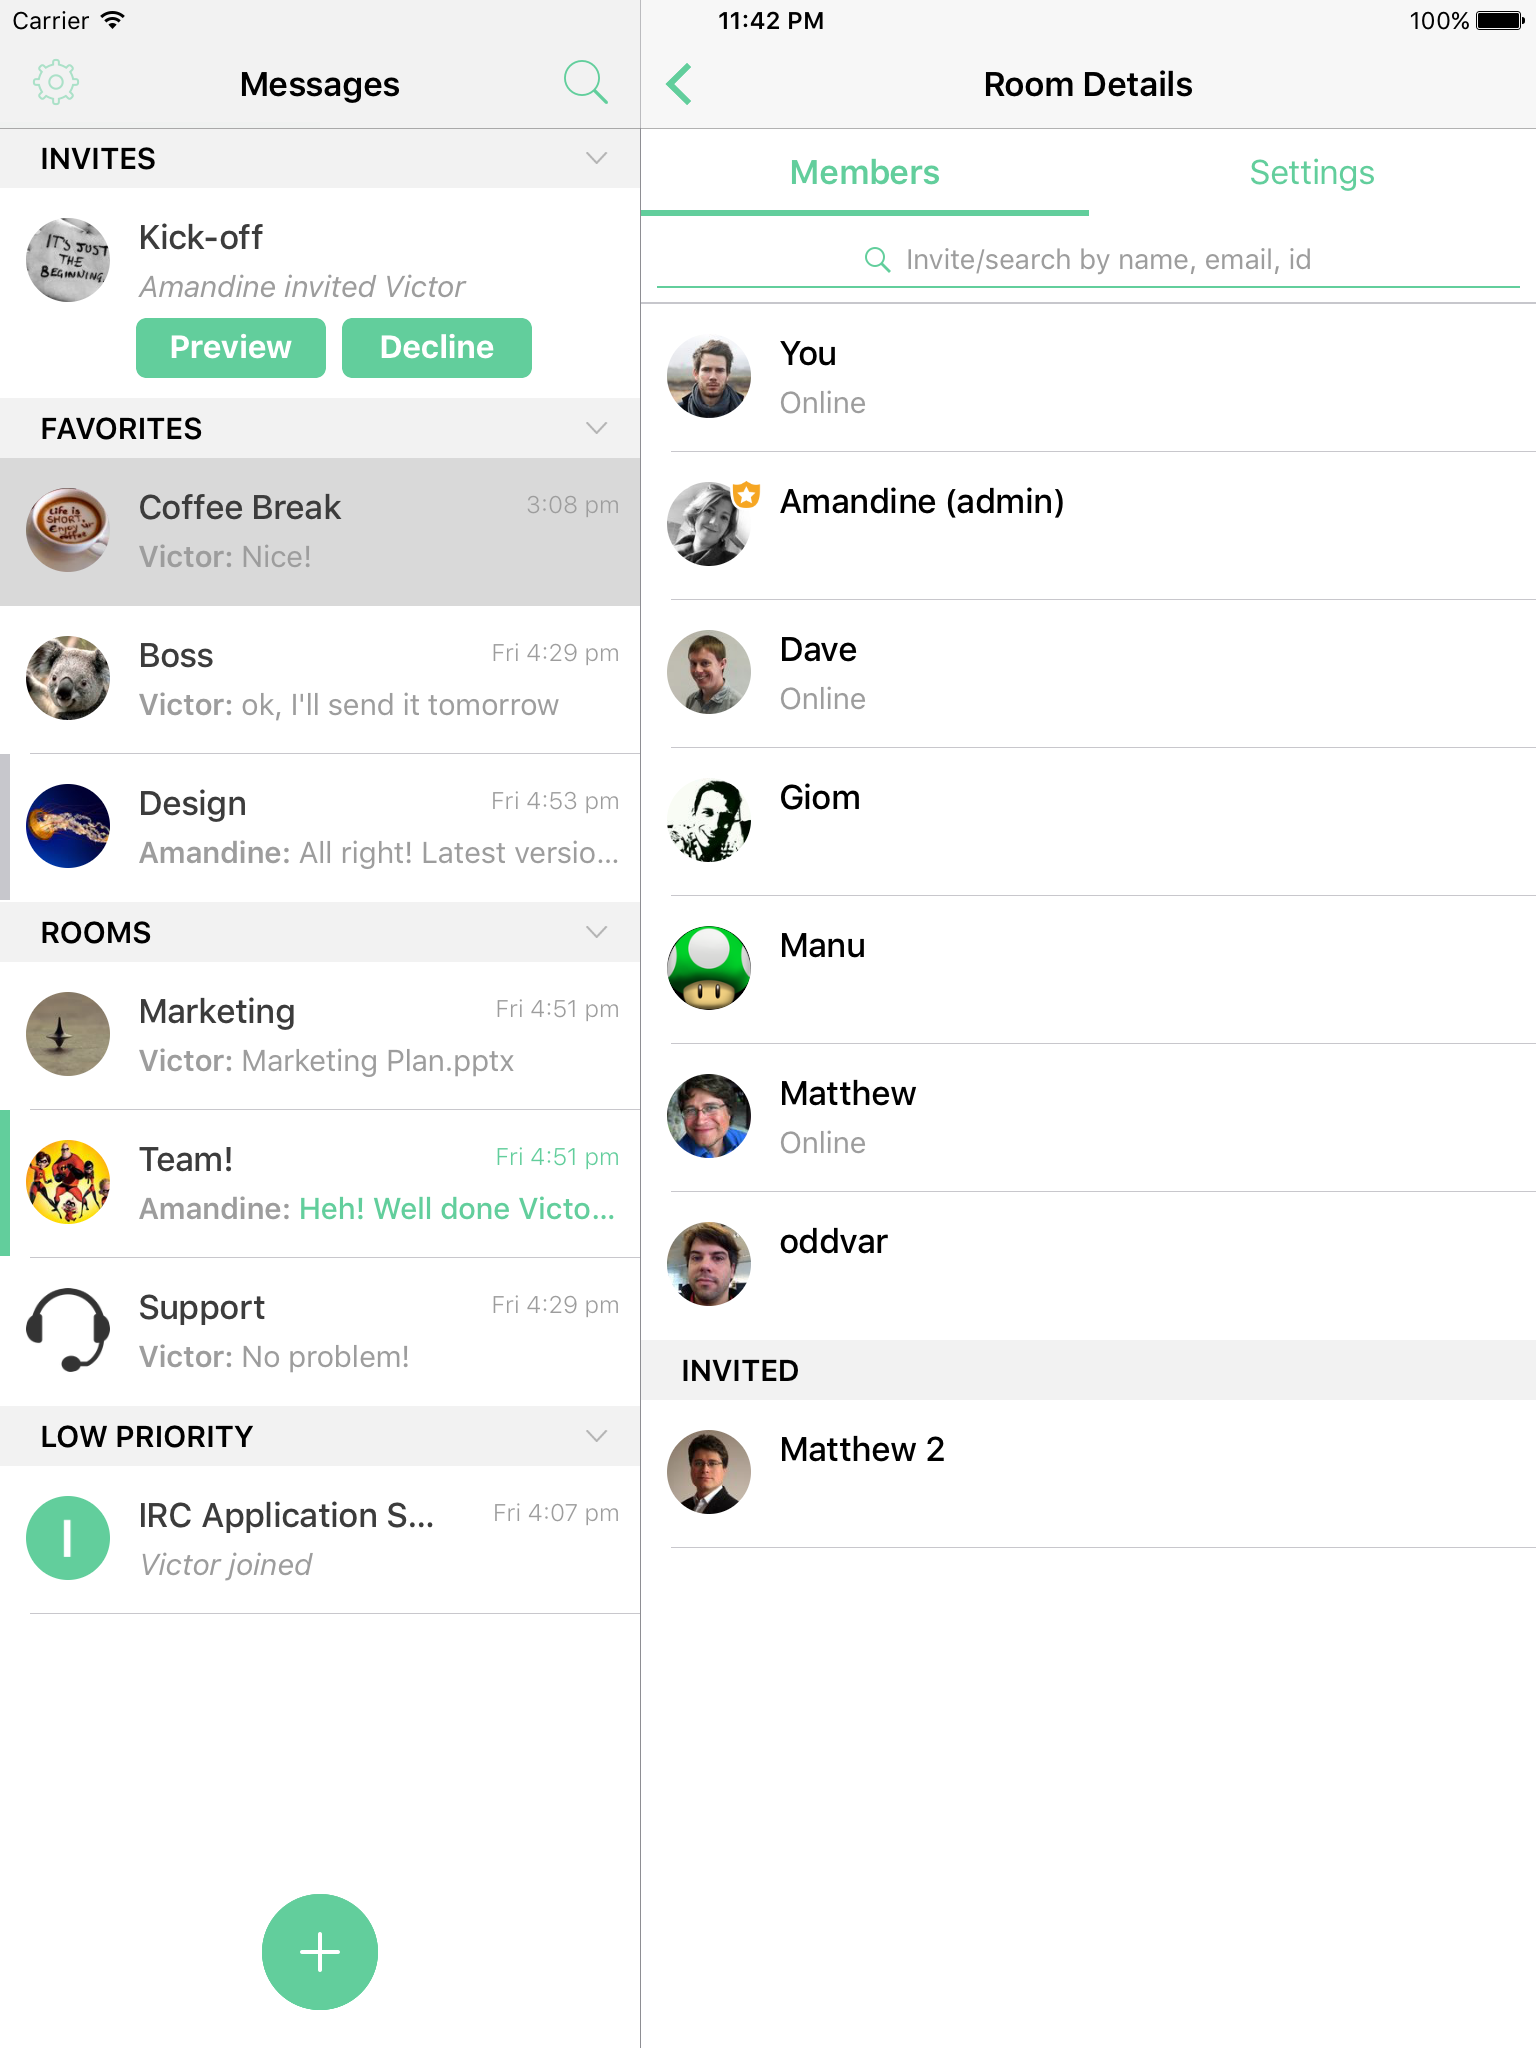 Carrier
11:42 PM
100%
Messages
INVITES
IT'S JUST
THE
BEGINNING.
Kick-off
Amandine invited Victor
Preview
Decline
FAVORITES
Life is
SHORT.
Enjoy ur
coffee
Coffee Break
3:08 pm
Victor: Nice!
Boss
Fri 4:29 pm
Victor: ok, I'll send it tomorrow
Design
Fri 4:53 pm
Amandine: All right! Latest versio...
ROOMS
Marketing
Fri 4:51 pm
Victor: Marketing Plan.pptx
Team!
Fri 4:51 pm
Amandine: Heh! Well done Victo...
Support
Fri 4:29 pm
Victor: No problem!
LOW PRIORITY
I
IRC Application S...
Fri 4:07 pm
Victor joined
Room Details
Members
Settings
Invite/search by name, email, id
You
Online
Amandine (admin)
Dave
Online
Giom
Manu
Matthew
Online
oddvar
INVITED
Matthew 2